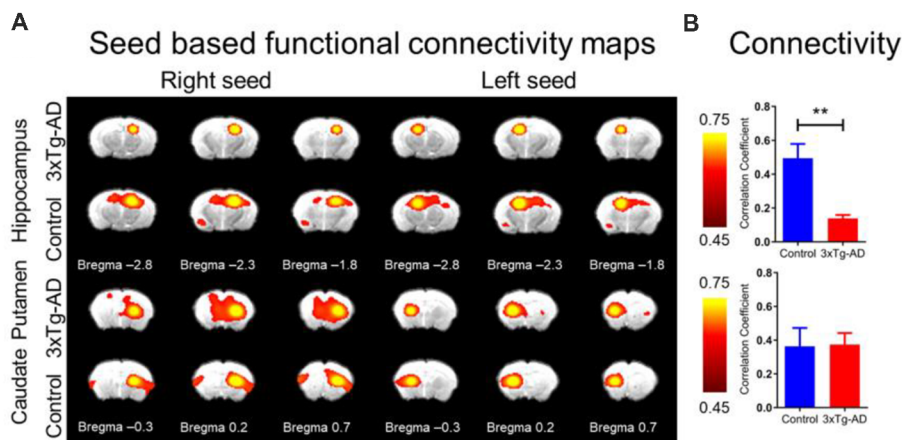 A
B
Seed based functional connectivity maps
Connectivity
Right seed
Left seed
Hippocampus
3xTg-AD
Control
Bregma –2.8
Bregma –2.3
Bregma –1.8
Bregma –2.8
Bregma –2.3
Bregma –1.8
Caudate Putamen
3xTg-AD
Control
Bregma –0.3
Bregma 0.2
Bregma 0.7
Bregma –0.3
Bregma 0.2
Bregma 0.7
0.75
0.45
Correlation Coefficient
0.8
0.6
0.4
0.2
0.0
**
Control 3xTg-AD
0.75
0.45
Correlation Coefficient
0.8
0.6
0.4
0.2
0.0
Control 3xTg-AD